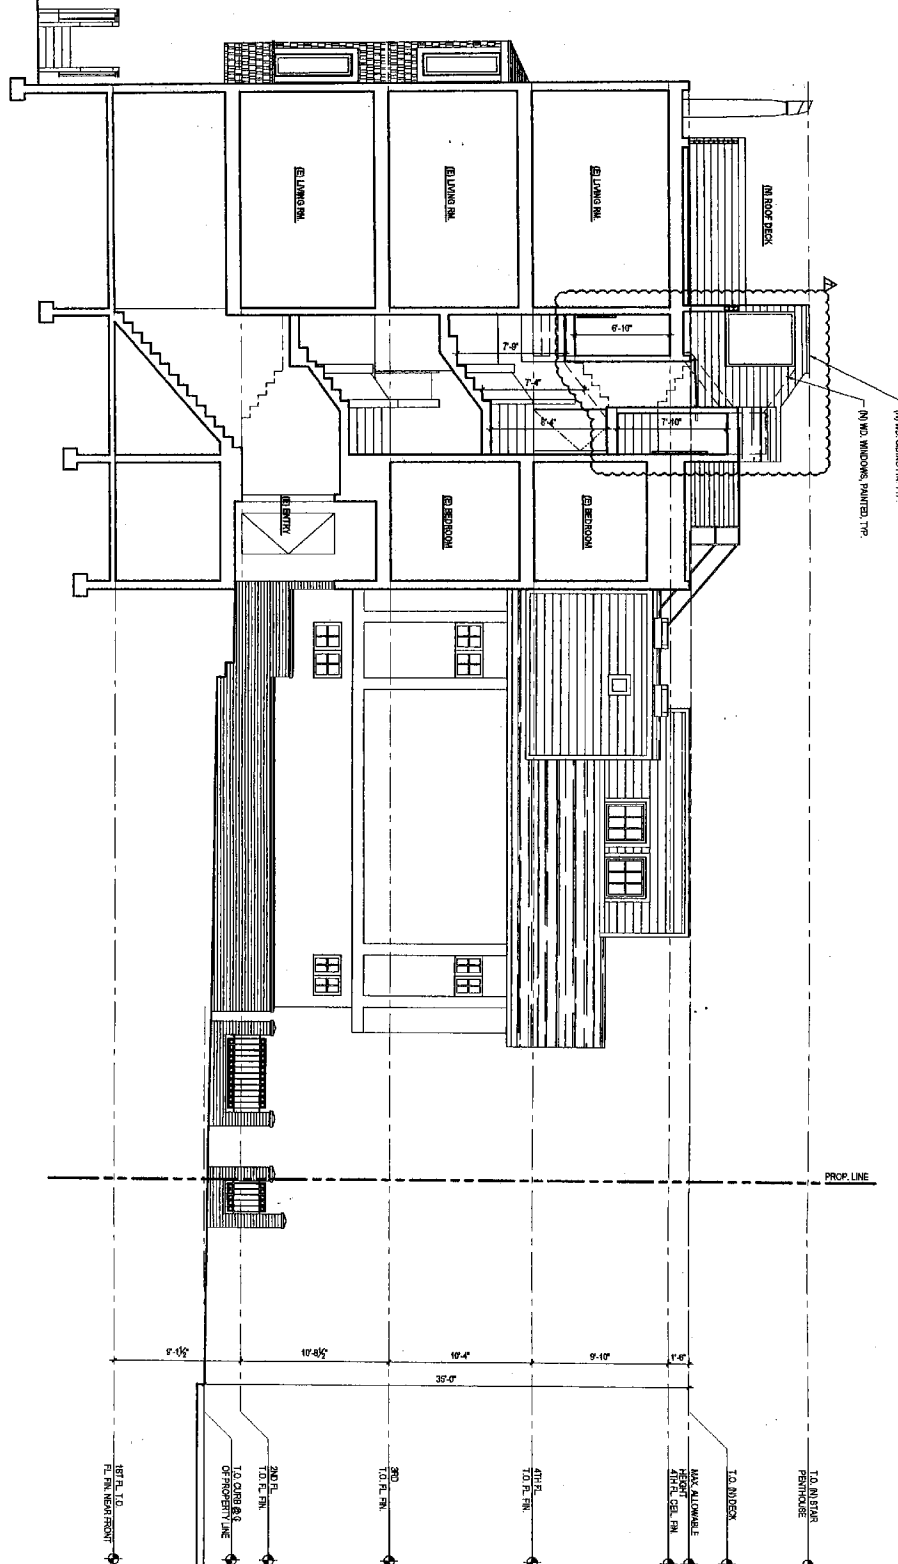 (N) ROOF DECK
(E) LIVING RM.
(E) LIVING RM.
(E) LIVING RM.
6'-10"
7'-9"
7'-4"
6'-4"
7'-10"
(N) WD. WINDOWS, PAINTED, TYP.
(E) BEDROOM
(E) BEDROOM
(E) ENTRY
PROP. LINE
1'-6"
9'-10"
10'-4"
10'-8½"
9'-1½"
35'-0"
T.O. (N) STAIR
PENTHOUSE
T.O. (N) DECK
MAX. ALLOWABLE
HEIGHT
4TH FL. CEIL. FIN.
4TH FL.
T.O. FL. FIN.
3RD
T.O. FL. FIN.
2ND FL.
T.O. FL. FIN.
T.O. CURB @
OF PROPERTY LINE
1ST FL. T.O.
FL. FIN. NEAR FRONT